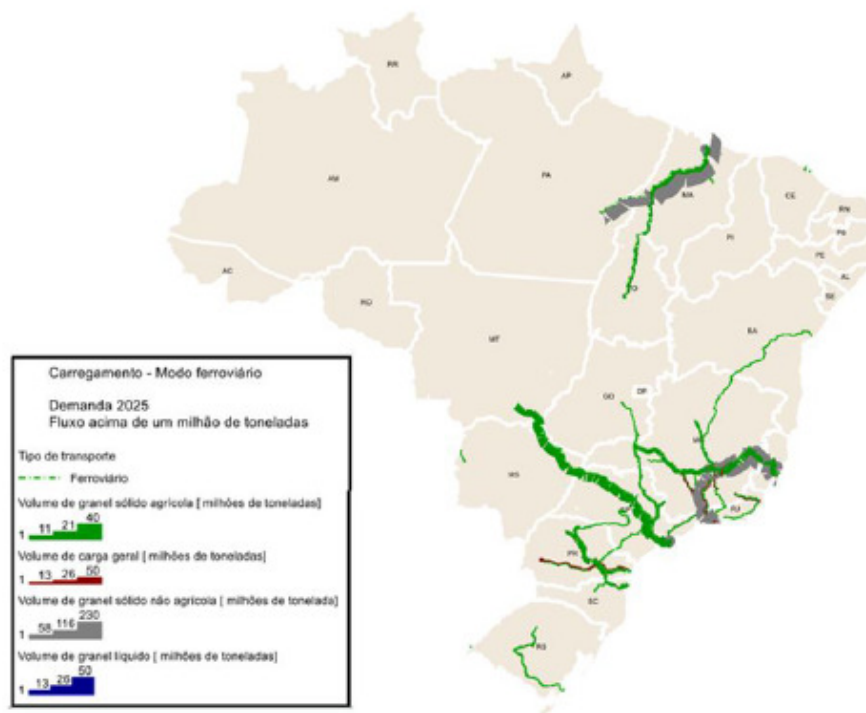 RR
AP
AM
PA
MA
CE
RN
PB
PI
PE
AL
SE
AC
TO
RO
BA
MT
GO
DF
MS
RJ
PR
SC
RS
Carregamento - Modo ferroviário
Demanda 2025
Fluxo acima de um milhão de toneladas
Tipo de transporte
Ferroviário
Volume de granel sólido agrícola [ milhões de toneladas]
1 11 21 40
Volume de carga geral [ milhões de toneladas]
1 13 26 50
Volume de granel sólido não agrícola [ milhões de tonelada]
1 58 116 230
Volume de granel líquido [ milhões de toneladas]
1 13 26 50